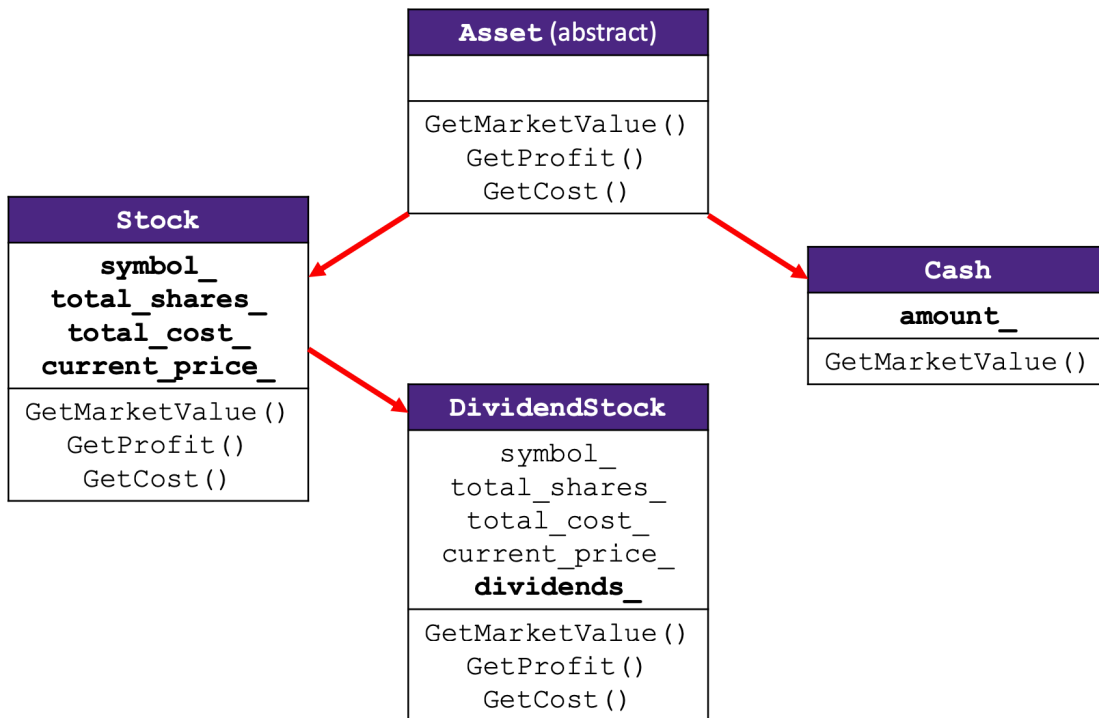 Asset (abstract)
GetMarketValue()
GetProfit()
GetCost()
Stock
symbol_
total_shares_
total_cost_
current_price_
GetMarketValue()
GetProfit()
GetCost()
Cash
amount_
GetMarketValue()
DividendStock
symbol_
total_shares_
total_cost_
current_price_
dividends_
GetMarketValue()
GetProfit()
GetCost()